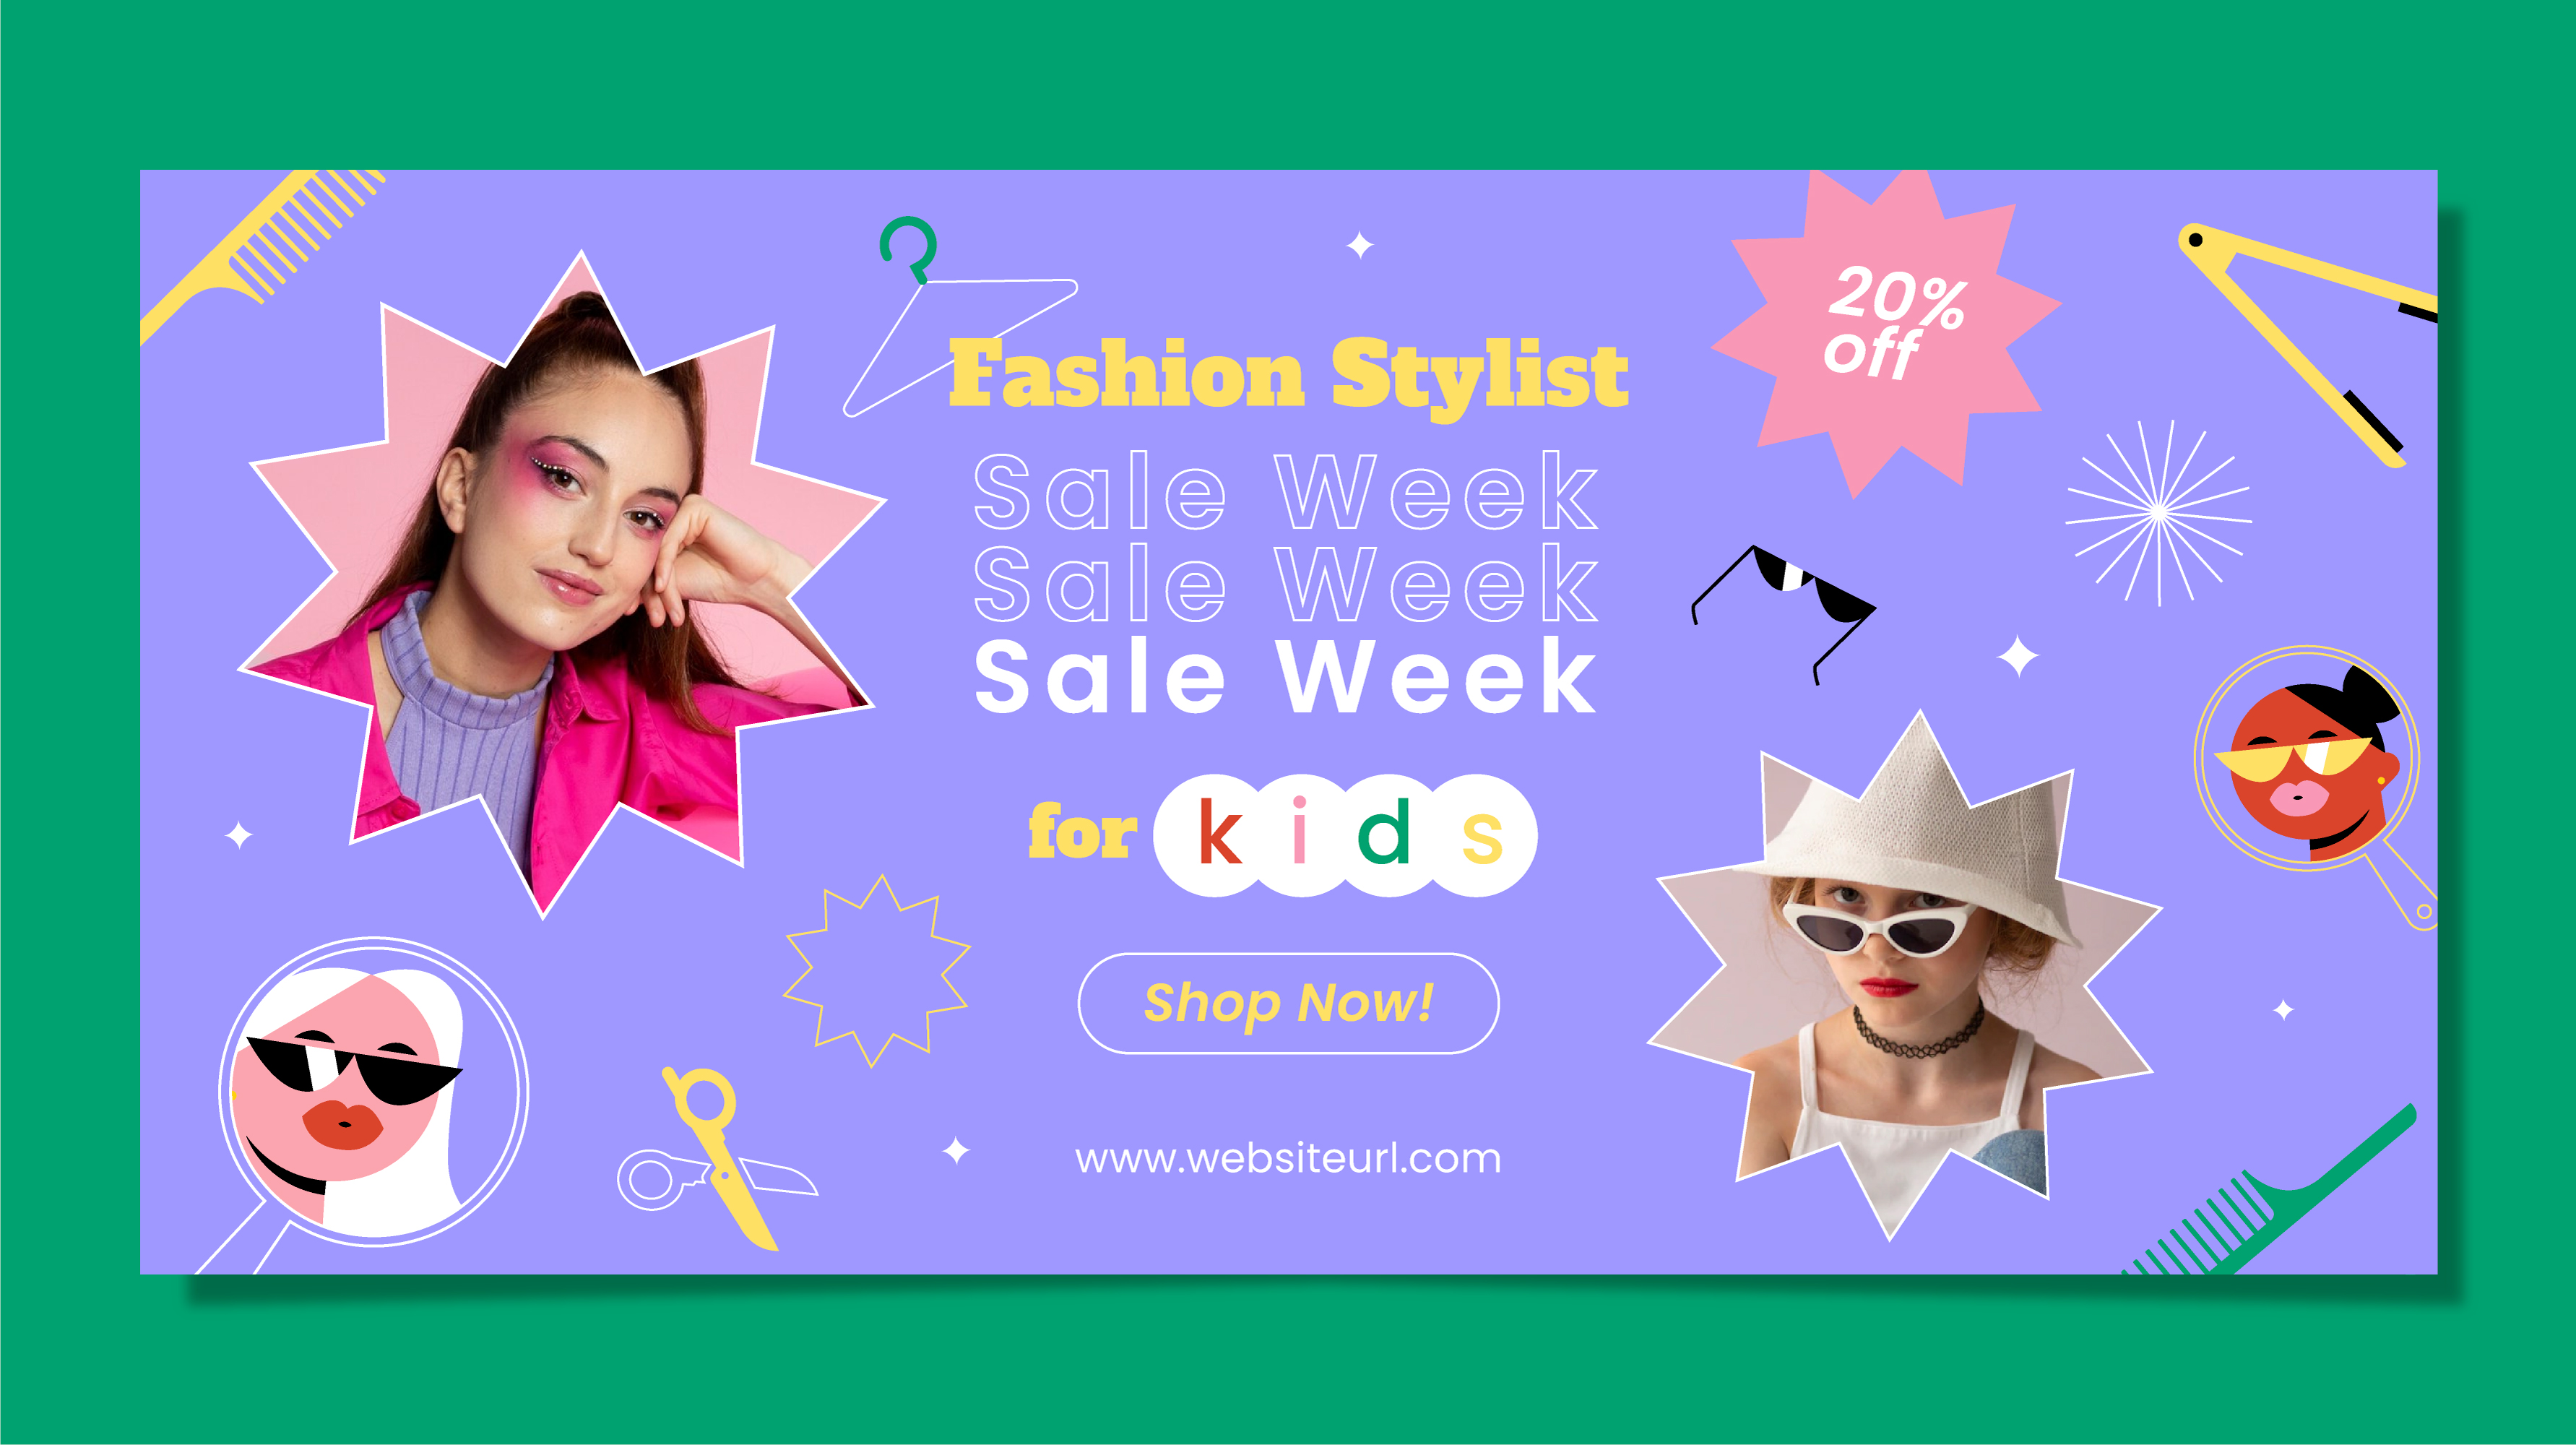 Fashion Stylist
Sale Week
Sale Week
Sale Week
for kids
Shop Now!
www.websiteurl.com
20%
off